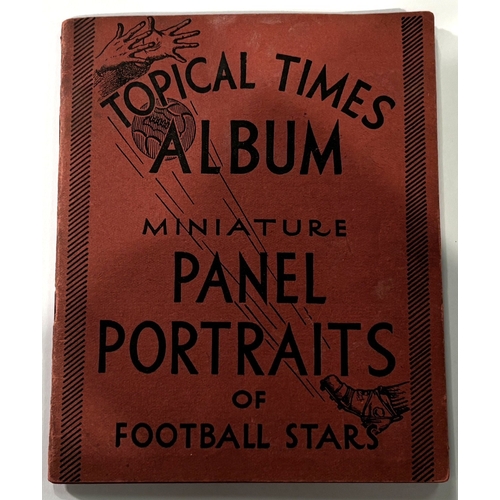 TOPICAL TIMES
ALBUM
MINIATURE
PANEL
PORTRAITS
OF
FOOTBALL STARS